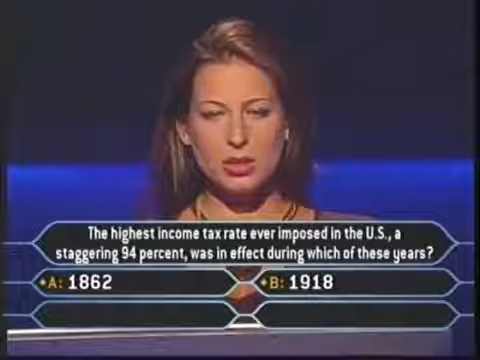 The highest income tax rate ever imposed in the U.S., a
staggering 94 percent, was in effect during which of these years?
A: 1862
B: 1918